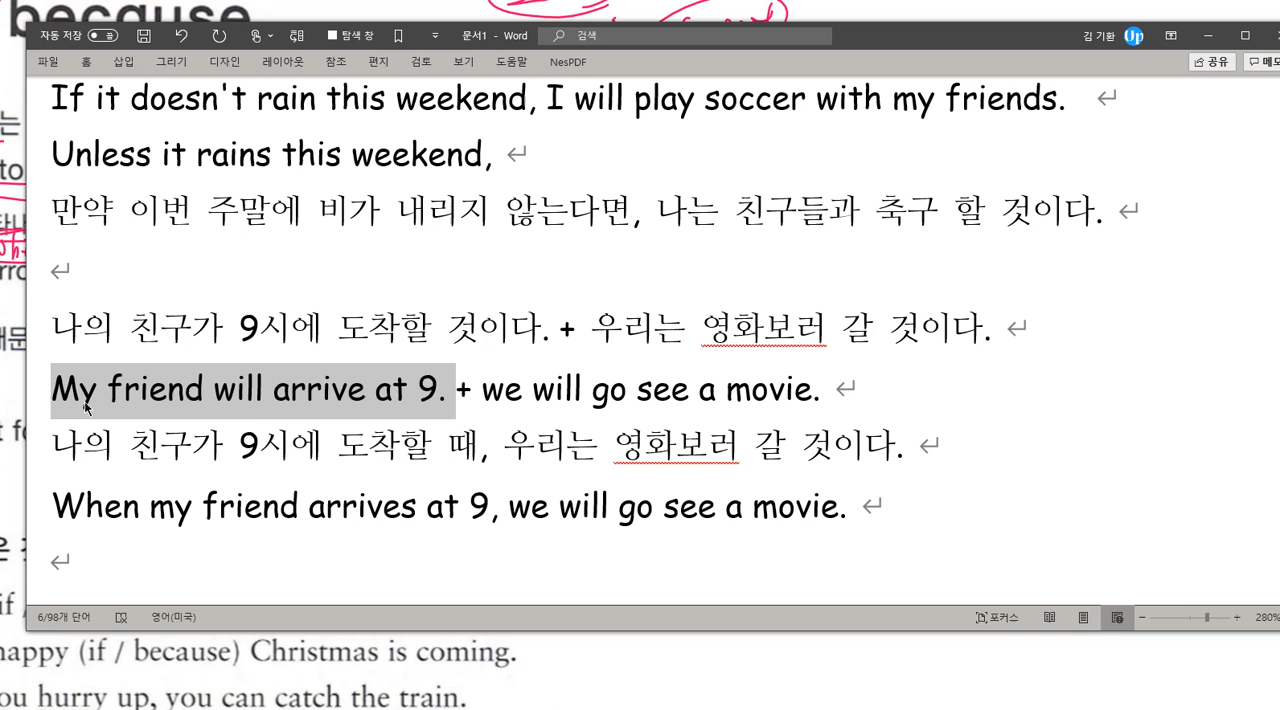 because
자동 저장 탐색 창 문서1 - Word 검색 김 기환 Up
파일 홈 삽입 그리기 디자인 레이아웃 참조 편지 검토 보기 도움말 NesPDF 공유 메모
If it doesn't rain this weekend, I will play soccer with my friends.
Unless it rains this weekend,
만약 이번 주말에 비가 내리지 않는다면, 나는 친구들과 축구 할 것이다.
나의 친구가 9시에 도착할 것이다. + 우리는 영화보러 갈 것이다.
My friend will arrive at 9. + we will go see a movie.
나의 친구가 9시에 도착할 때, 우리는 영화보러 갈 것이다.
When my friend arrives at 9, we will go see a movie.
6/98개 단어 영어(미국) 포커스 280%
happy (if / because) Christmas is coming.
you hurry up, you can catch the train.